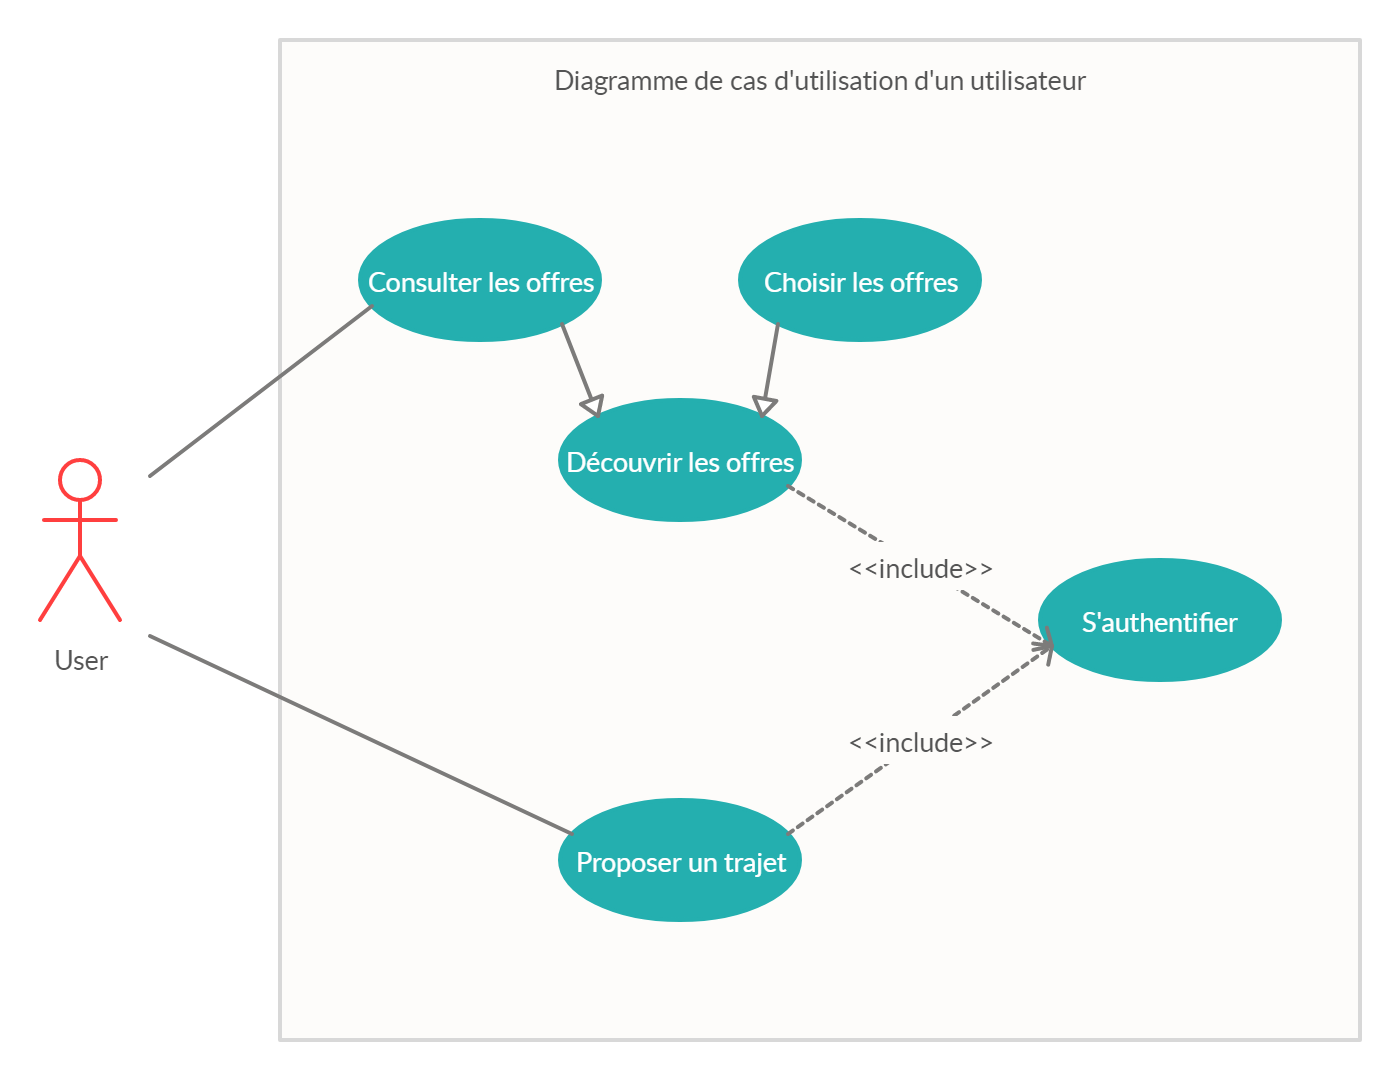 Diagramme de cas d'utilisation d'un utilisateur
Consulter les offres
Choisir les offres
Découvrir les offres
<<include>>
S'authentifier
User
<<include>>
Proposer un trajet